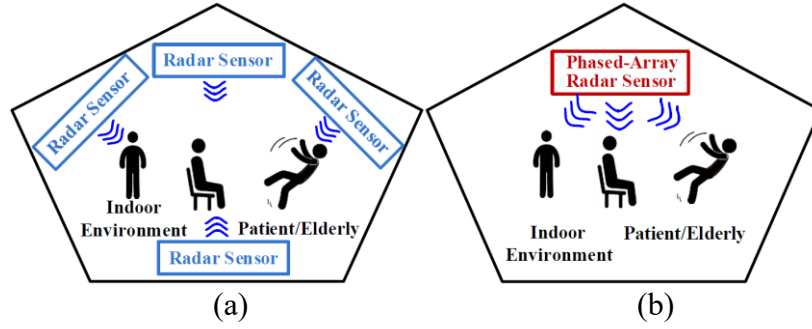 Radar Sensor
Radar Sensor
Radar Sensor
Indoor
Environment
Patient/Elderly
Radar Sensor
(a)
Phased-Array
Radar Sensor
Indoor
Environment
Patient/Elderly
(b)